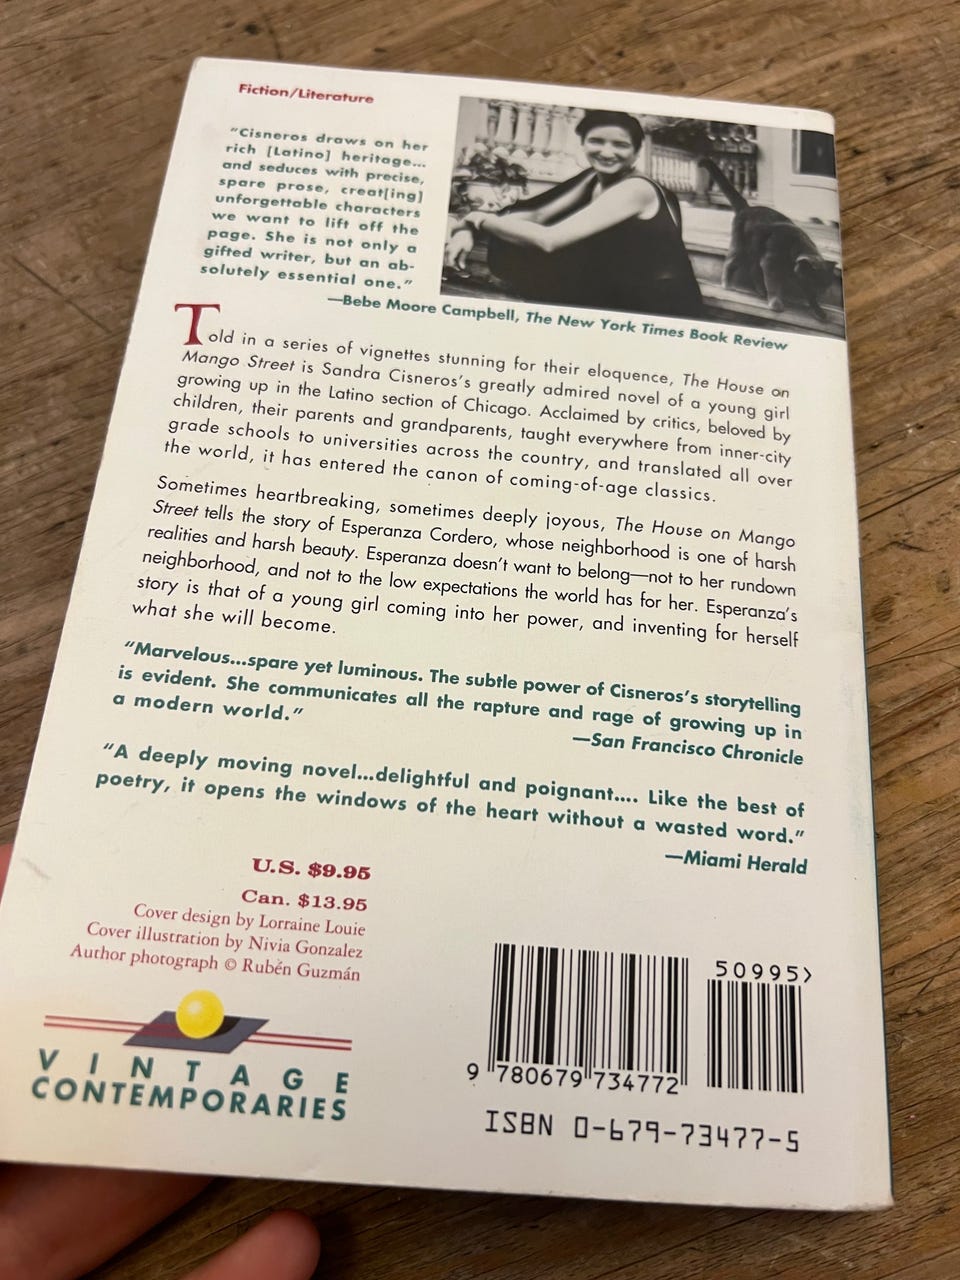 Fiction/Literature
“Cisneros draws on her
rich [Latino] heritage...
and seduces with precise,
spare prose, creat[ing]
unforgettable characters
we want to lift off the
page. She is not only a
gifted writer, but an ab-
solutely essential one.”
—Bebe Moore Campbell, The New York Times Book Review
Told in a series of vignettes stunning for their eloquence, The House on
Mango Street is Sandra Cisneros's greatly admired novel of a young girl
growing up in the Latino section of Chicago. Acclaimed by critics, beloved by
children, their parents and grandparents, taught everywhere from inner-city
grade schools to universities across the country, and translated all over
the world, it has entered the canon of coming-of-age classics.
Sometimes heartbreaking, sometimes deeply joyous, The House on Mango
Street tells the story of Esperanza Cordero, whose neighborhood is one of harsh
realities and harsh beauty. Esperanza doesn't want to belong—not to her rundown
neighborhood, and not to the low expectations the world has for her. Esperanza's
story is that of a young girl coming into her power, and inventing for herself
what she will become.
“Marvelous...spare yet luminous. The subtle power of Cisneros's storytelling
is evident. She communicates all the rapture and rage of growing up in
a modern world.”
—San Francisco Chronicle
“A deeply moving novel...delightful and poignant.... Like the best of
poetry, it opens the windows of the heart without a wasted word.”
—Miami Herald
U.S. $9.95
Can. $13.95
Cover design by Lorraine Louie
Cover illustration by Nivia Gonzalez
Author photograph © Rubén Guzmán
VINTAGE
CONTEMPORARIES
50995>
9 780679 734772
ISBN 0-679-73477-5